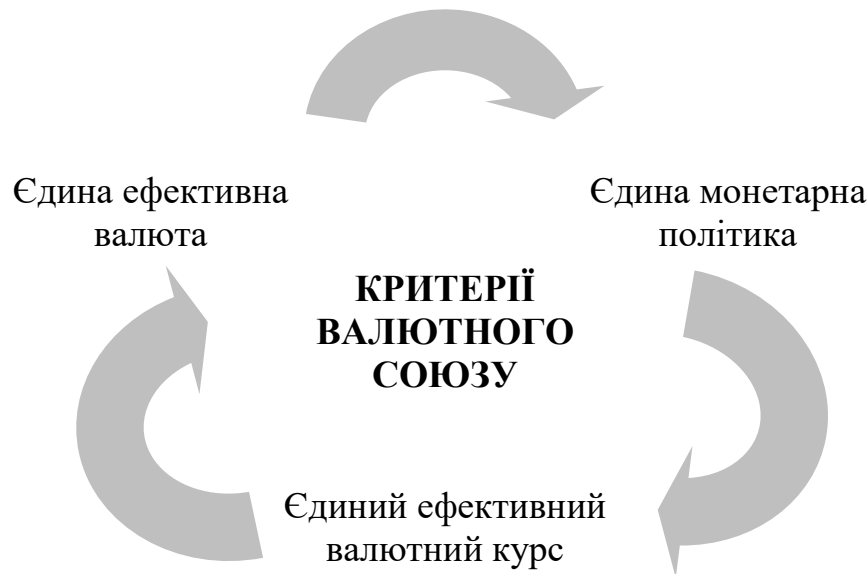 Єдина ефективна
валюта
Єдина монетарна
політика
КРИТЕРІЇ
ВАЛЮТНОГО
СОЮЗУ
Єдиний ефективний
валютний курс